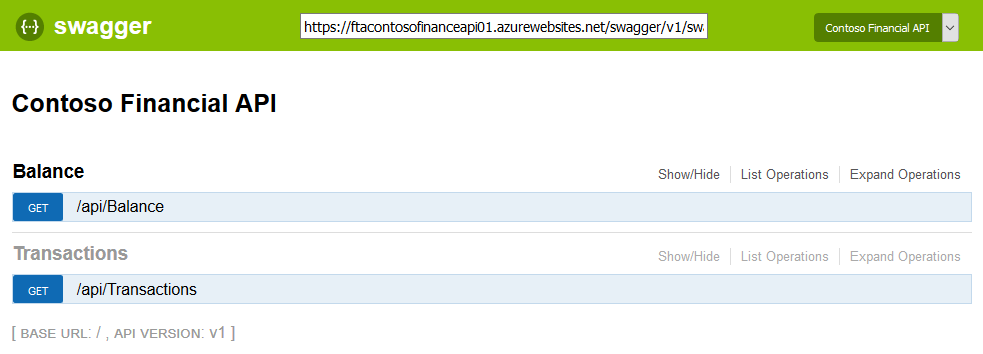 {···} swagger https://ftacontosofinanceapi01.azurewebsites.net/swagger/v1/sw Contoso Financial API
Contoso Financial API
Balance Show/Hide List Operations Expand Operations
GET /api/Balance
Transactions Show/Hide List Operations Expand Operations
GET /api/Transactions
[ BASE URL: / , API VERSION: V1 ]